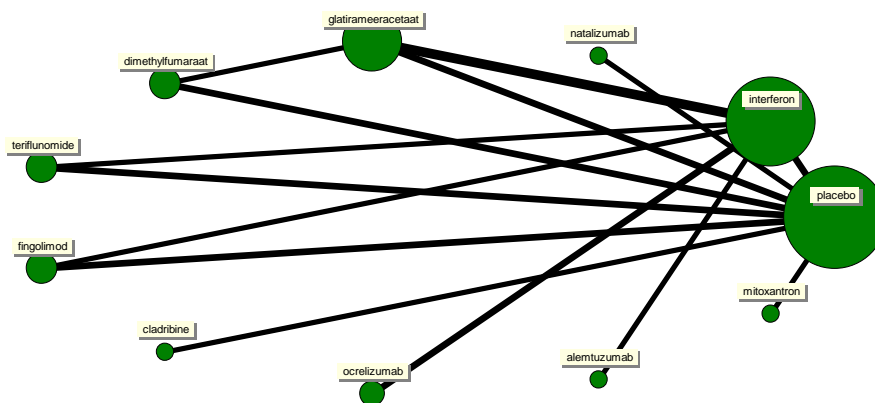 glatirameeracetaat
natalizumab
dimethylfumaraat
interferon
teriflunomide
placebo
fingolimod
mitoxantron
cladribine
alemtuzumab
ocrelizumab